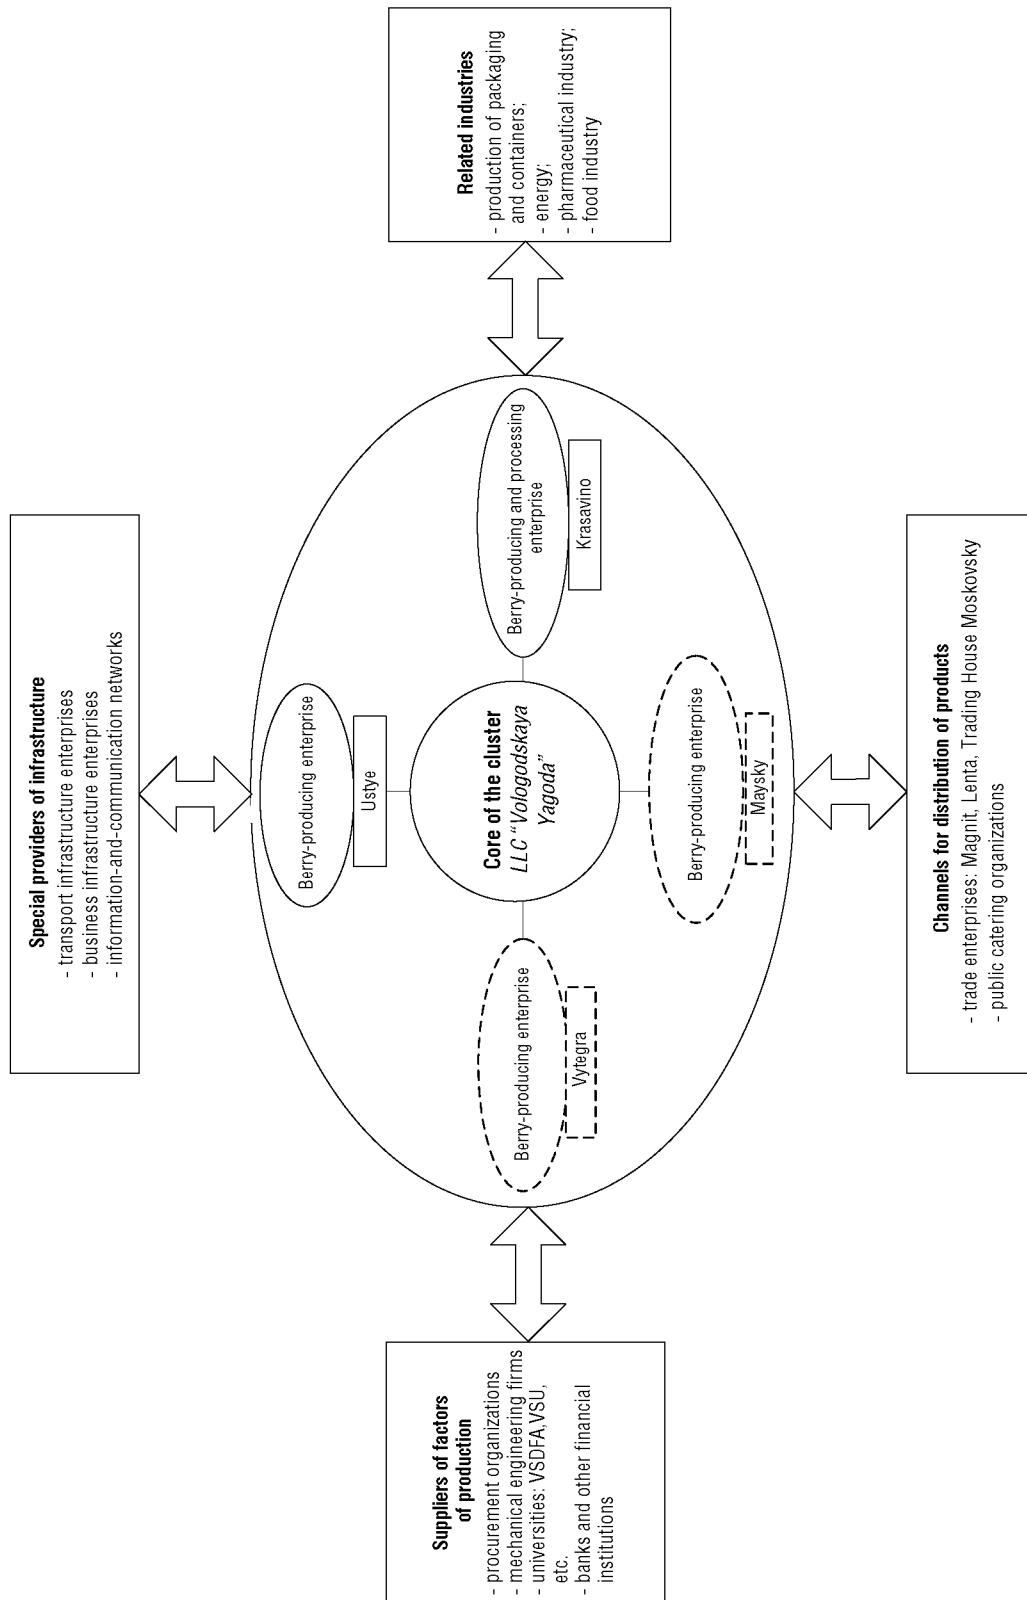 Special providers of infrastructure
- transport infrastructure enterprises
- business infrastructure enterprises
- information-and-communication networks
Suppliers of factors
of production
- procurement organizations
- mechanical engineering firms
- universities: VSDFA,VSU,
etc.
- banks and other financial
institutions
Berry-producing enterprise
Ustye
Berry-producing enterprise
Vytegra
Core of the cluster
LLC "Vologodskaya
Yagoda"
Berry-producing and processing
enterprise
Krasavino
Berry-producing enterprise
Maysky
Related industries
- production of packaging
and containers;
- energy;
- pharmaceutical industry;
- food industry
Channels for distribution of products
- trade enterprises: Magnit, Lenta, Trading House Moskovsky
- public catering organizations